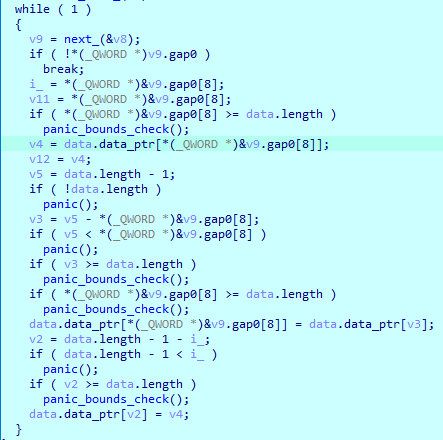 while ( 1 )
{
v9 = next_(&v8);
if ( !*(_QWORD *)v9.gap0 )
break;
i_ = *(_QWORD *)&v9.gap0[8];
v11 = *(_QWORD *)&v9.gap0[8];
if ( *(_QWORD *)&v9.gap0[8] >= data.length )
panic_bounds_check();
v4 = data.data_ptr[*(_QWORD *)&v9.gap0[8]];
v12 = v4;
v5 = data.length - 1;
if ( !data.length )
panic();
v3 = v5 - *(_QWORD *)&v9.gap0[8];
if ( v5 < *(_QWORD *)&v9.gap0[8] )
panic();
if ( v3 >= data.length )
panic_bounds_check();
if ( *(_QWORD *)&v9.gap0[8] >= data.length )
panic_bounds_check();
data.data_ptr[*(_QWORD *)&v9.gap0[8]] = data.data_ptr[v3];
v2 = data.length - 1 - i_;
if ( data.length - 1 < i_ )
panic();
if ( v2 >= data.length )
panic_bounds_check();
data.data_ptr[v2] = v4;
}